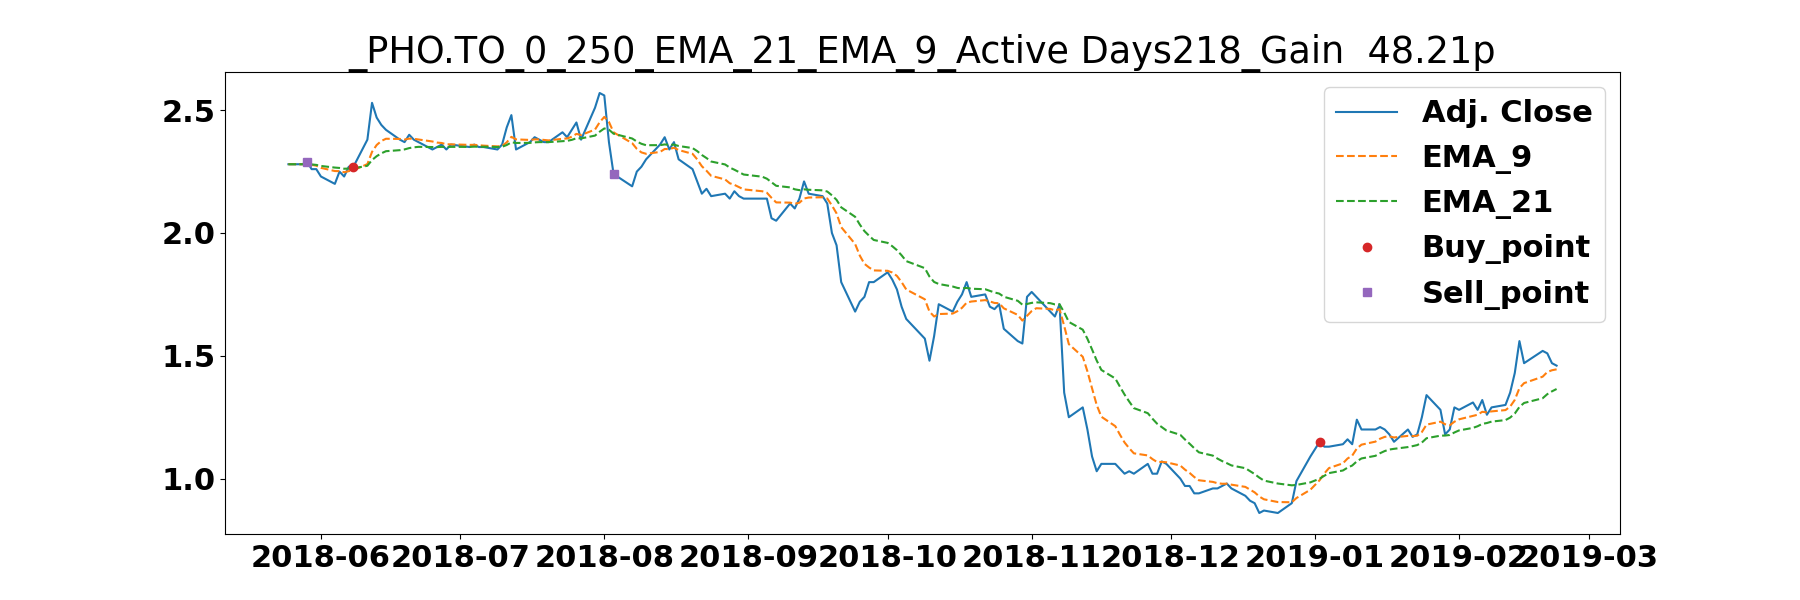 _PHO.TO_0_250_EMA_21_EMA_9_Active Days218_Gain  48.21p
2.5
2.0
1.5
1.0
Adj. Close
EMA_9
EMA_21
Buy_point
Sell_point
2018-06 2018-07 2018-08 2018-09 2018-10 2018-11 2018-12 2019-01 2019-02 2019-03